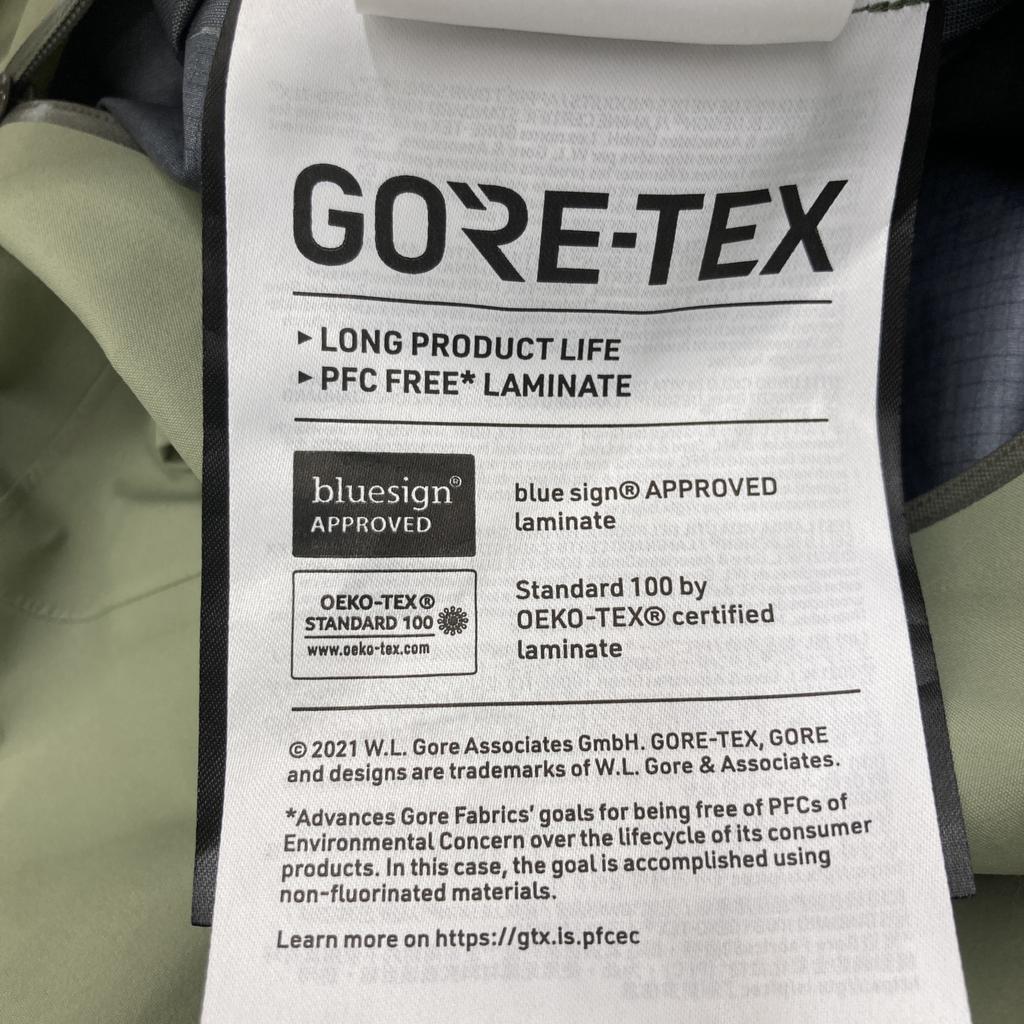 GORE-TEX
▸ LONG PRODUCT LIFE
▸ PFC FREE* LAMINATE
bluesign®
APPROVED
blue sign® APPROVED
laminate
OEKO-TEX®
STANDARD 100
www.oeko-tex.com
Standard 100 by
OEKO-TEX® certified
laminate
© 2021 W.L. Gore Associates GmbH. GORE-TEX, GORE
and designs are trademarks of W.L. Gore & Associates.
*Advances Gore Fabrics' goals for being free of PFCs of
Environmental Concern over the lifecycle of its consumer
products. In this case, the goal is accomplished using
non-fluorinated materials.
Learn more on https://gtx.is.pfcec